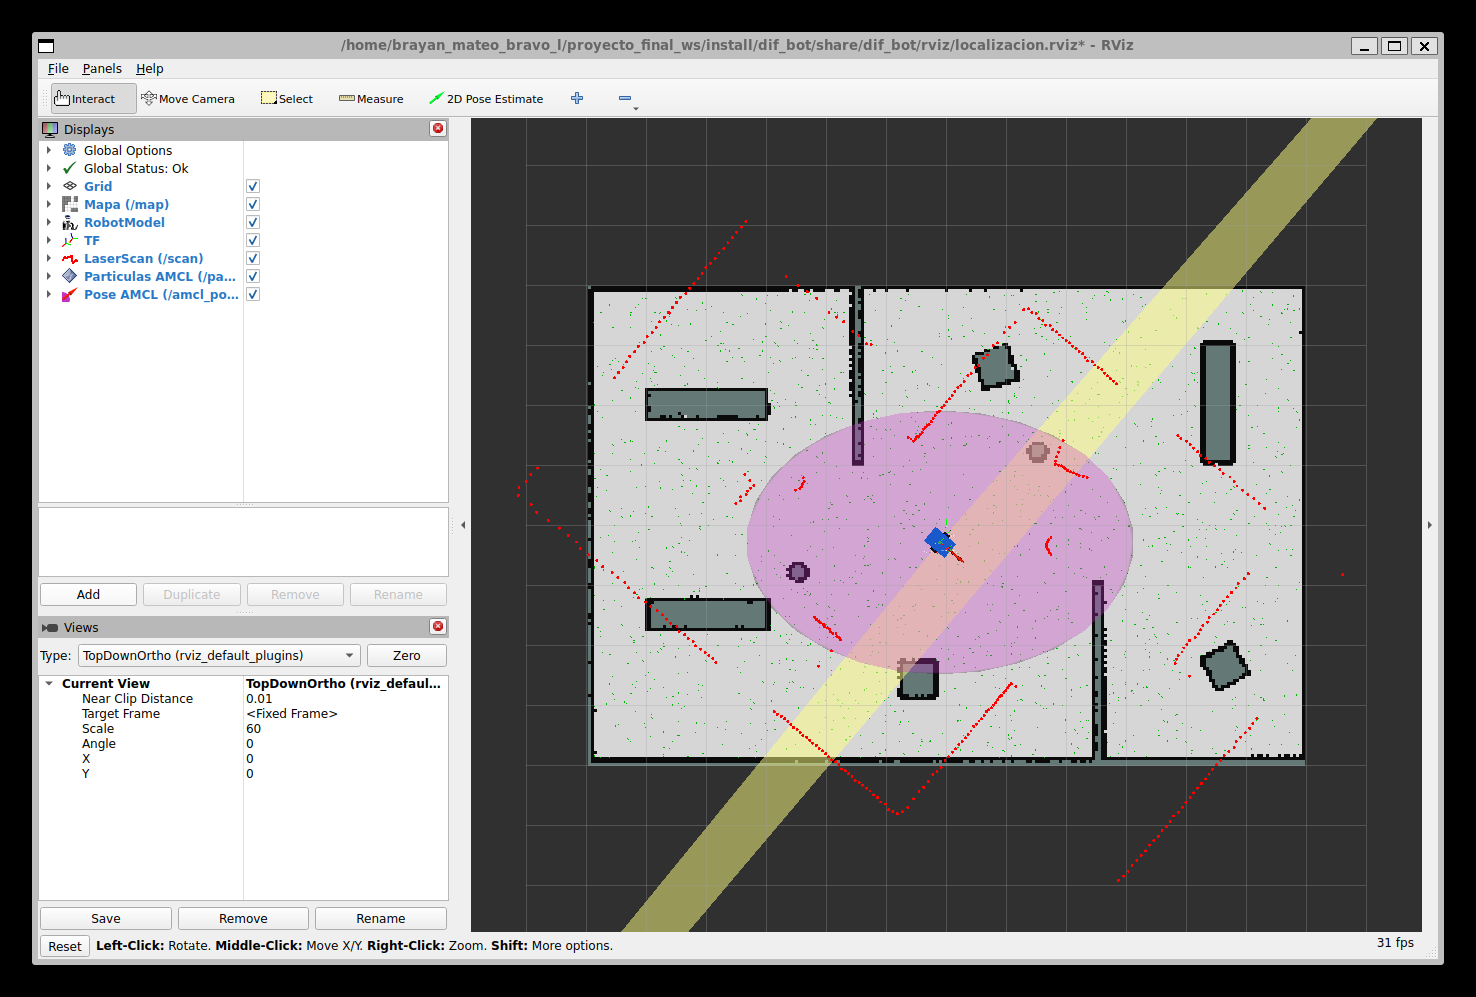 /home/brayan_mateo_bravo_l/proyecto_final_ws/install/dif_bot/share/dif_bot/rviz/localizacion.rviz* - RViz
File Panels Help
Interact Move Camera Select Measure 2D Pose Estimate
Displays
Global Options
Global Status: Ok
Grid
Mapa (/map)
RobotModel
TF
LaserScan (/scan)
Particulas AMCL (/pa...
Pose AMCL (/amcl_po...
Add Duplicate Remove Rename
Views
Type: TopDownOrtho (rviz_default_plugins) Zero
Current View TopDownOrtho (rviz_defaul...
Near Clip Distance 0.01
Target Frame <Fixed Frame>
Scale 60
Angle 0
X 0
Y 0
Save Remove Rename
Reset Left-Click: Rotate. Middle-Click: Move X/Y. Right-Click: Zoom. Shift: More options. 31 fps